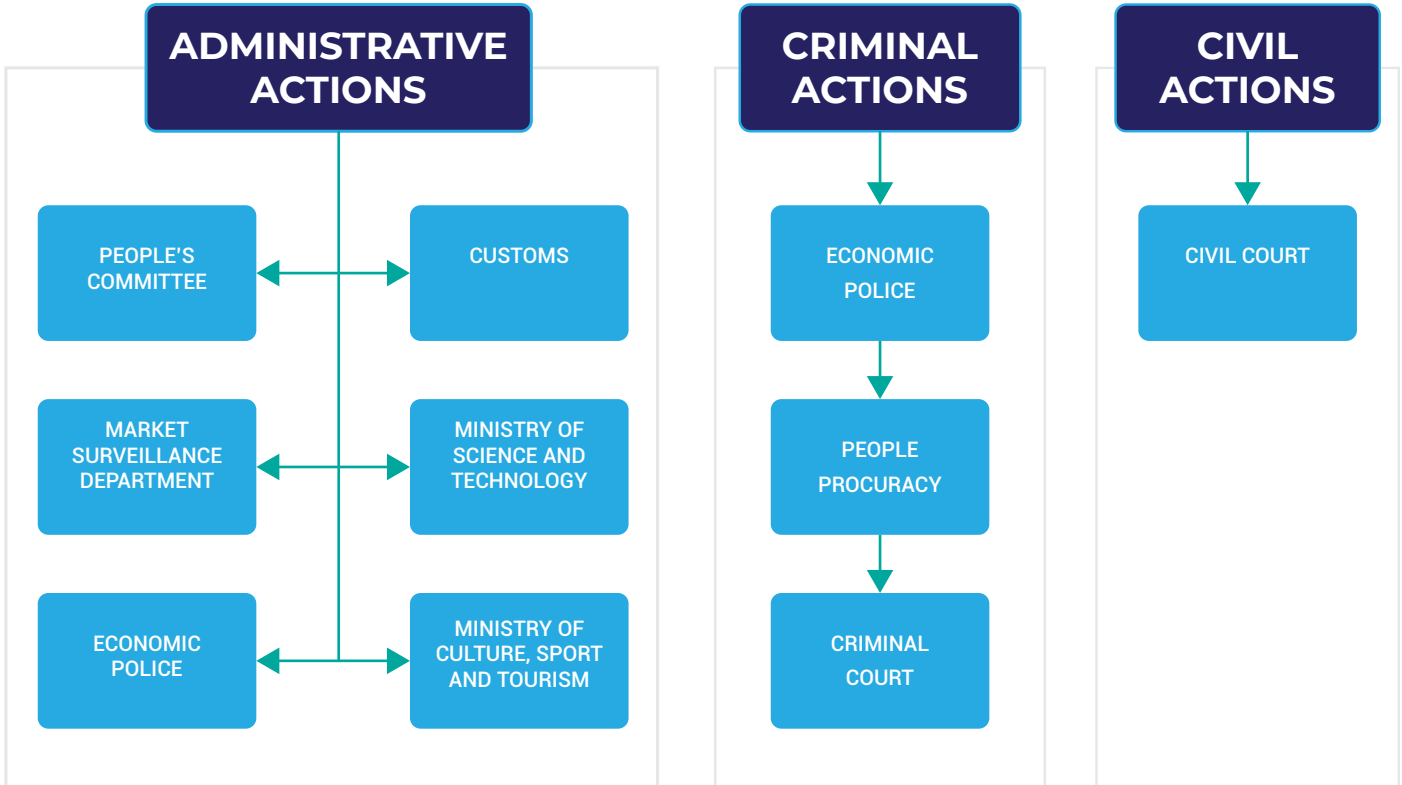 ADMINISTRATIVE
ACTIONS
PEOPLE'S
COMMITTEE
CUSTOMS
MARKET
SURVEILLANCE
DEPARTMENT
MINISTRY OF
SCIENCE AND
TECHNOLOGY
ECONOMIC
POLICE
MINISTRY OF
CULTURE, SPORT
AND TOURISM
CRIMINAL
ACTIONS
ECONOMIC
POLICE
PEOPLE
PROCURACY
CRIMINAL
COURT
CIVIL
ACTIONS
CIVIL COURT